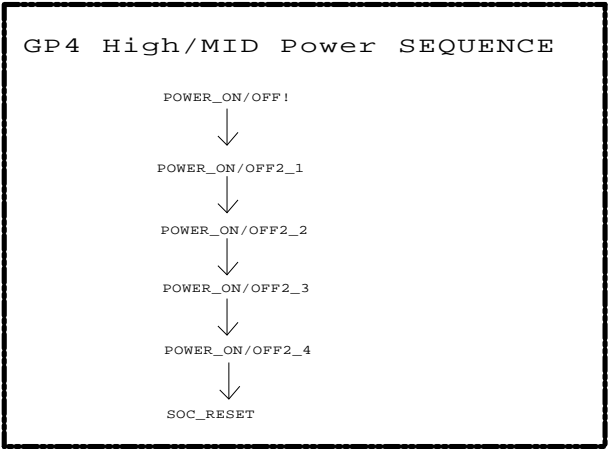 GP4 High/MID Power SEQUENCE
POWER_ON/OFF!
POWER_ON/OFF2_1
POWER_ON/OFF2_2
POWER_ON/OFF2_3
POWER_ON/OFF2_4
SOC_RESET